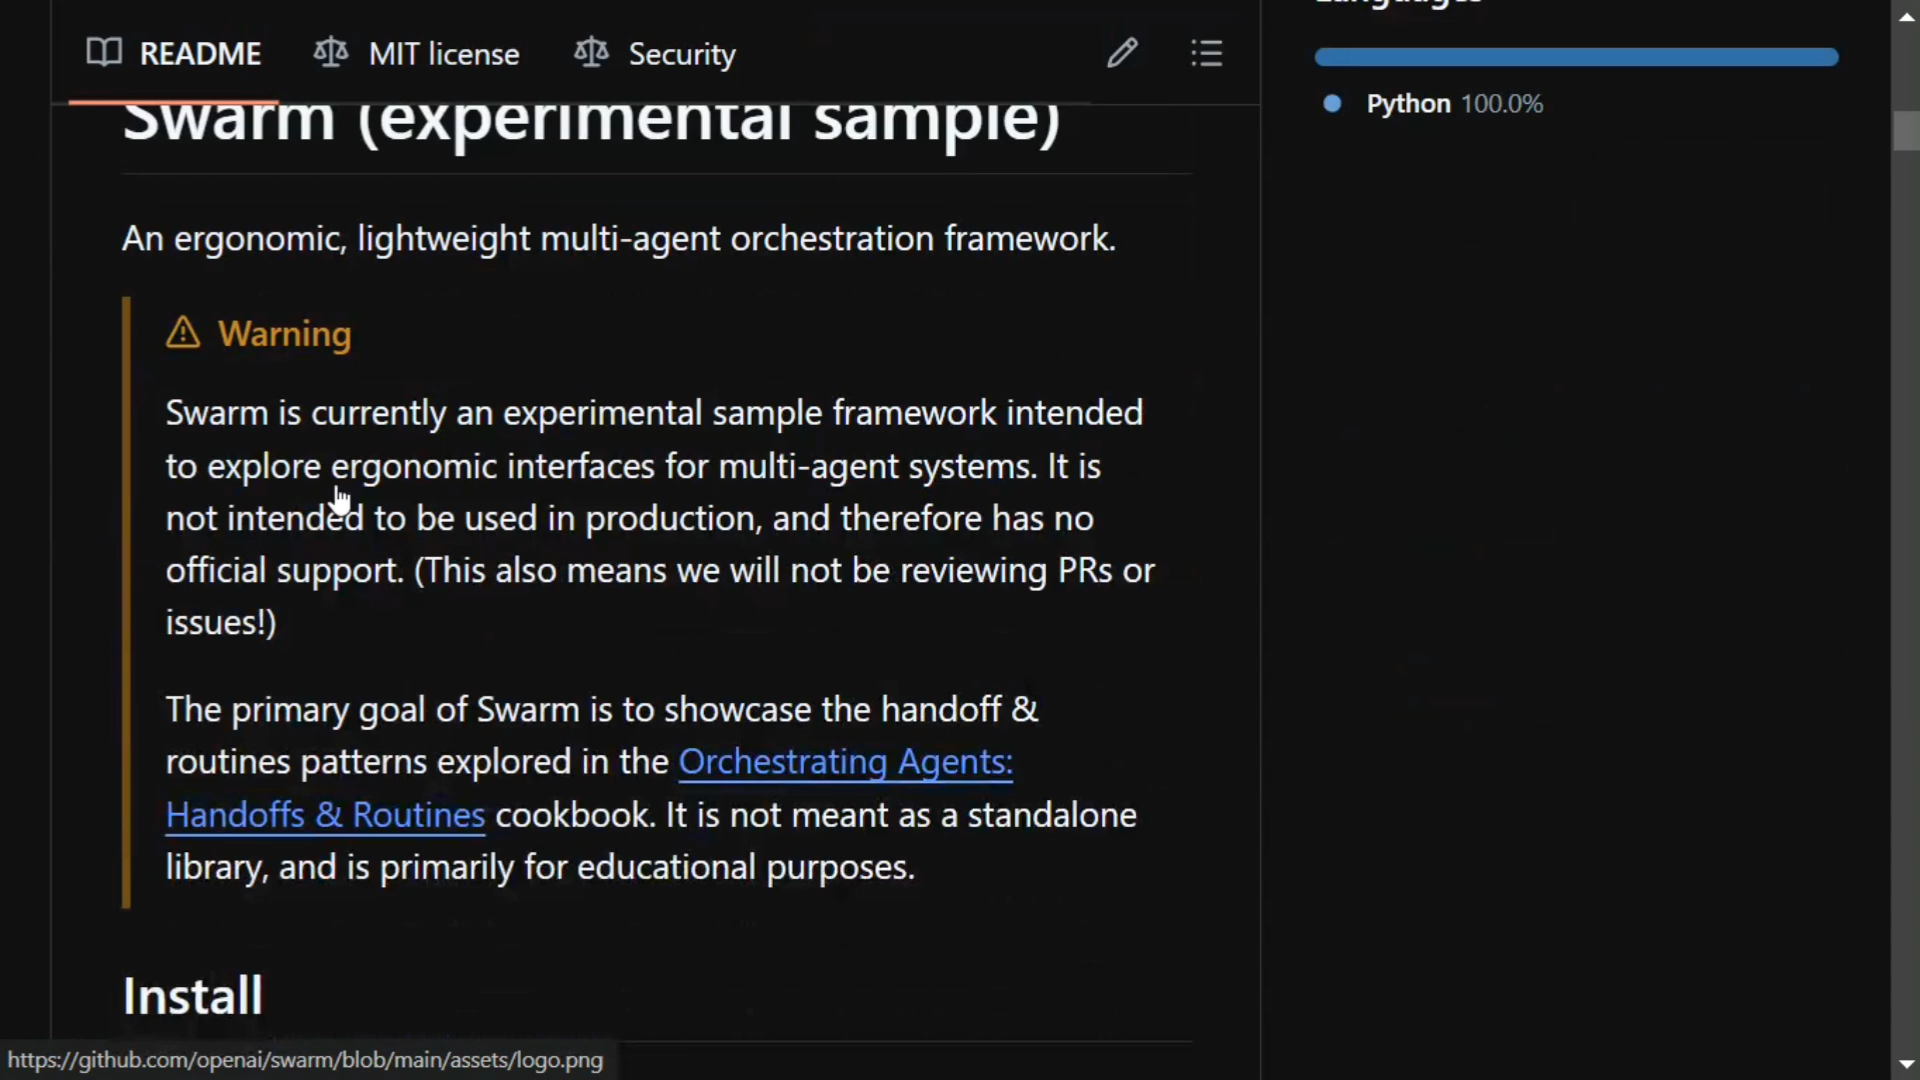 Languages
README MIT license Security
Python 100.0%
Swarm (experimental sample)
An ergonomic, lightweight multi-agent orchestration framework.
Warning
Swarm is currently an experimental sample framework intended
to explore ergonomic interfaces for multi-agent systems. It is
not intended to be used in production, and therefore has no
official support. (This also means we will not be reviewing PRs or
issues!)
The primary goal of Swarm is to showcase the handoff &
routines patterns explored in the Orchestrating Agents:
Handoffs & Routines cookbook. It is not meant as a standalone
library, and is primarily for educational purposes.
Install
https://github.com/openai/swarm/blob/main/assets/logo.png